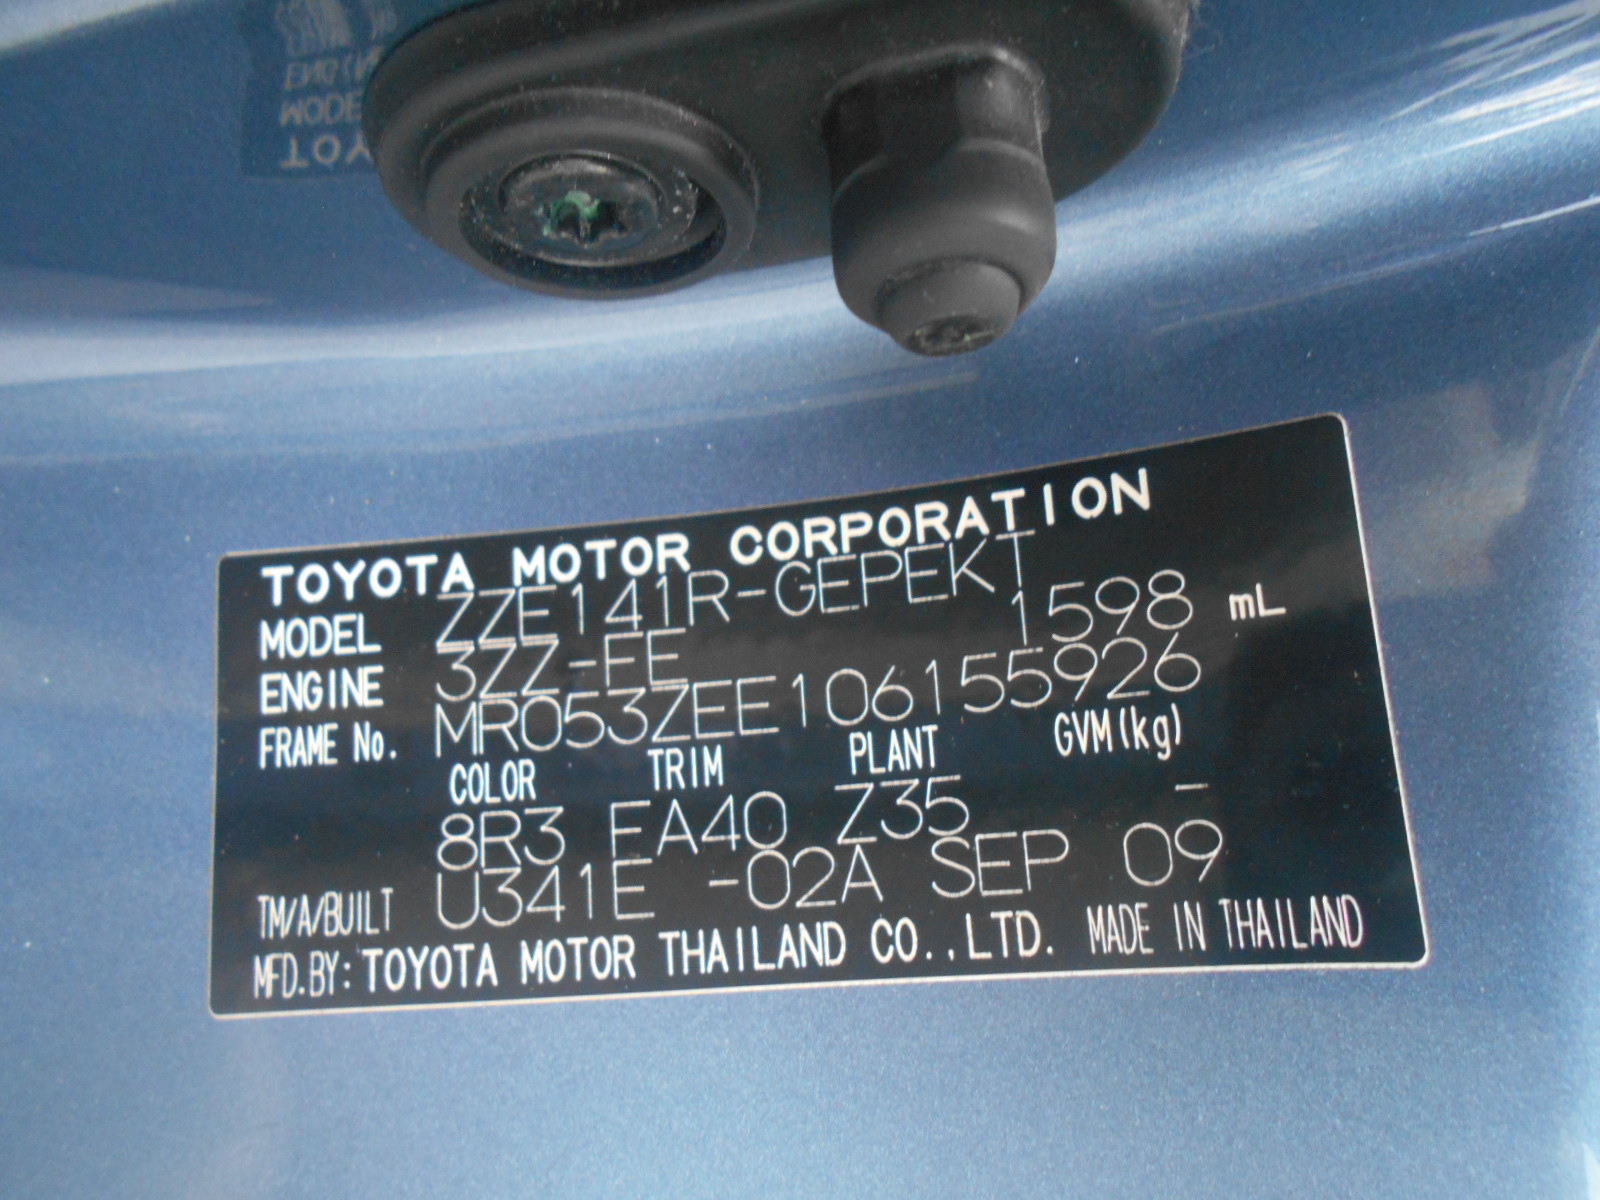 TOYOTA MOTOR CORPORATION
MODEL ZZE141R-GEPEKT
ENGINE 3ZZ-FE 1598 mL
FRAME No. MR053ZEE106155926
COLOR TRIM PLANT GVM(kg)
8R3 FA40 Z35 -
TM/A/BUILT U341E -02A SEP 09
MFD.BY: TOYOTA MOTOR THAILAND CO.,LTD. MADE IN THAILAND